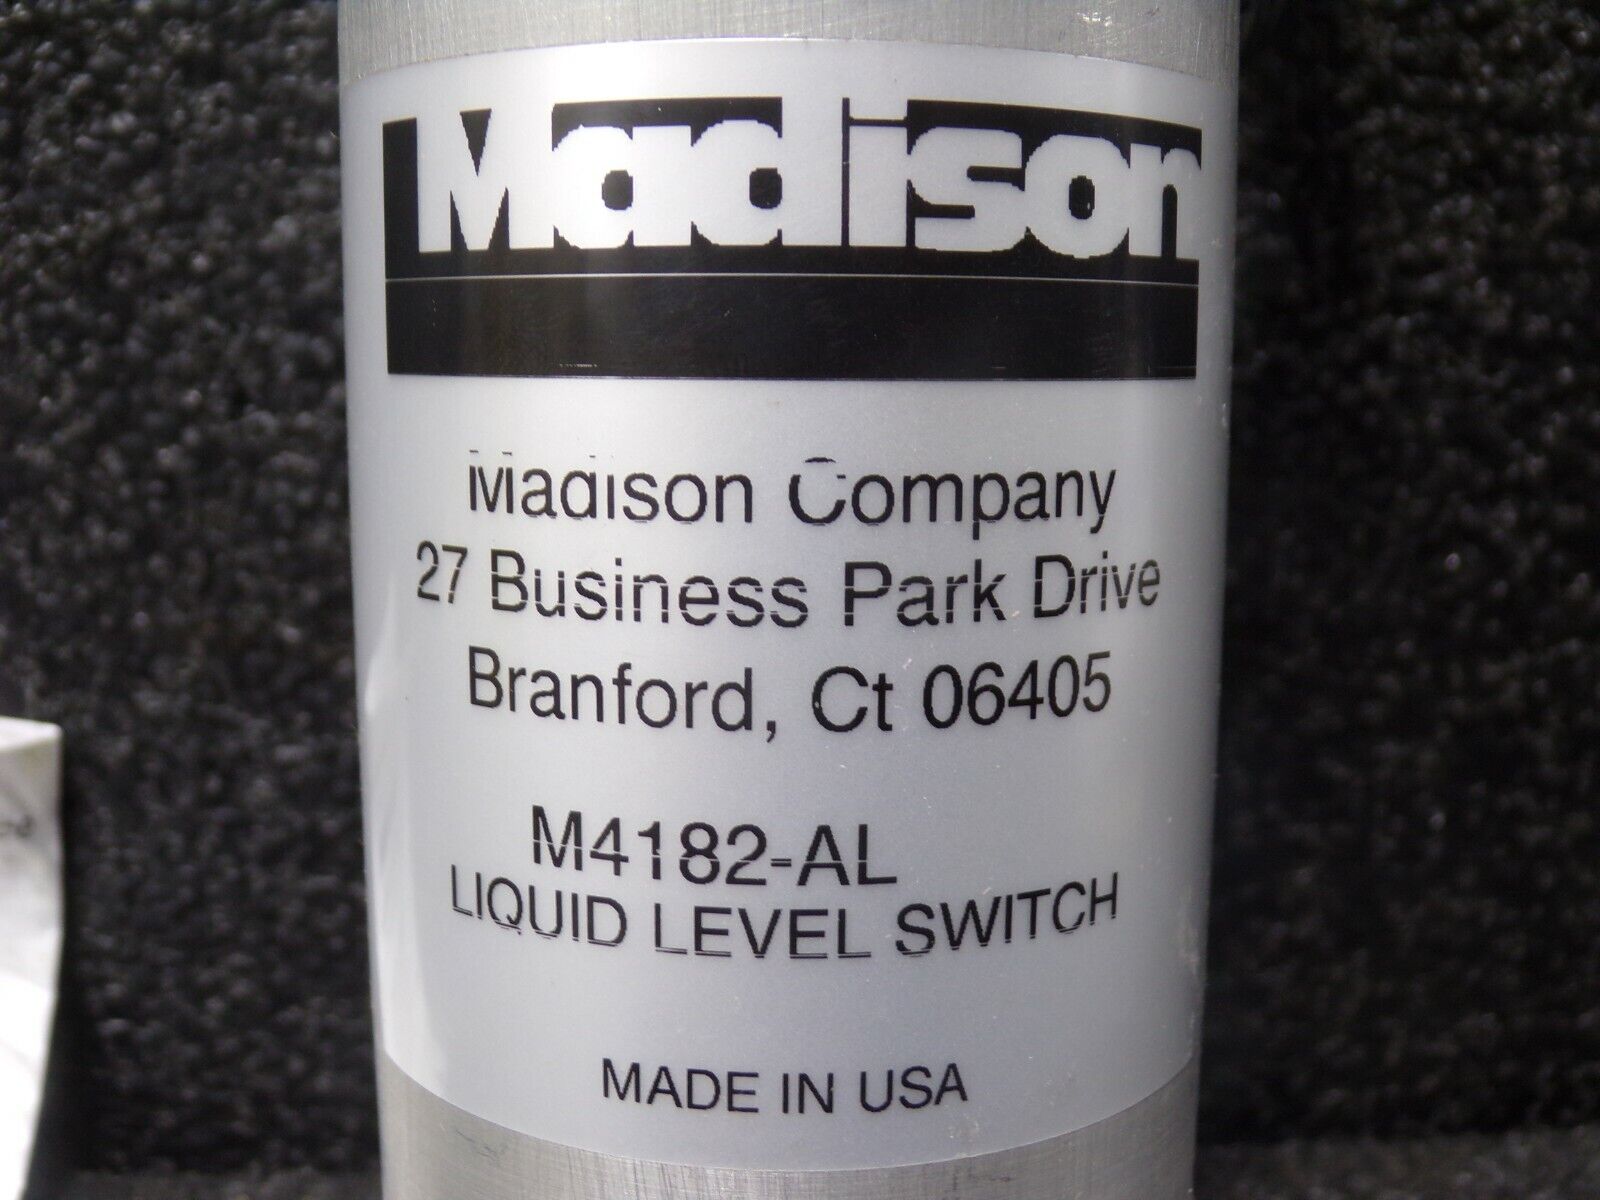 Madison
Madison Company
27 Business Park Drive
Branford, Ct 06405
M4182-AL
LIQUID LEVEL SWITCH
MADE IN USA